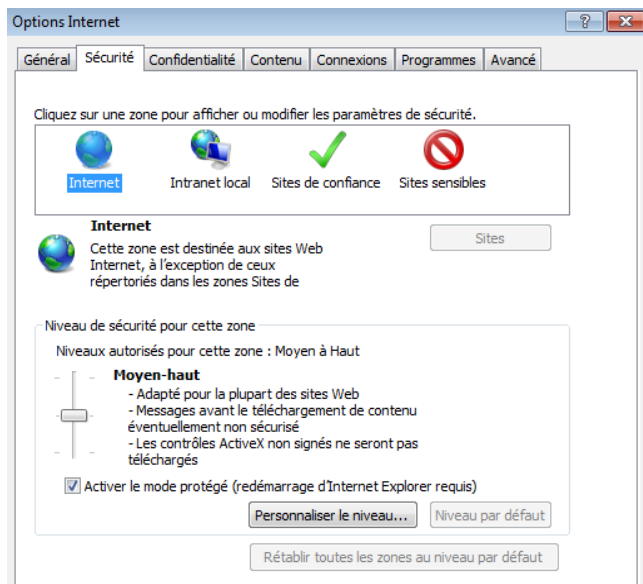 Options Internet
Général Sécurité Confidentialité Contenu Connexions Programmes Avancé
Cliquez sur une zone pour afficher ou modifier les paramètres de sécurité.
Internet Intranet local Sites de confiance Sites sensibles
Internet
Sites
Cette zone est destinée aux sites Web
Internet, à l'exception de ceux
répertoriés dans les zones Sites de
Niveau de sécurité pour cette zone
Niveaux autorisés pour cette zone : Moyen à Haut
Moyen-haut
- Adapté pour la plupart des sites Web
- Messages avant le téléchargement de contenu
éventuellement non sécurisé
- Les contrôles ActiveX non signés ne seront pas
téléchargés
Activer le mode protégé (redémarrage d'Internet Explorer requis)
Personnaliser le niveau... Niveau par défaut
Rétablir toutes les zones au niveau par défaut